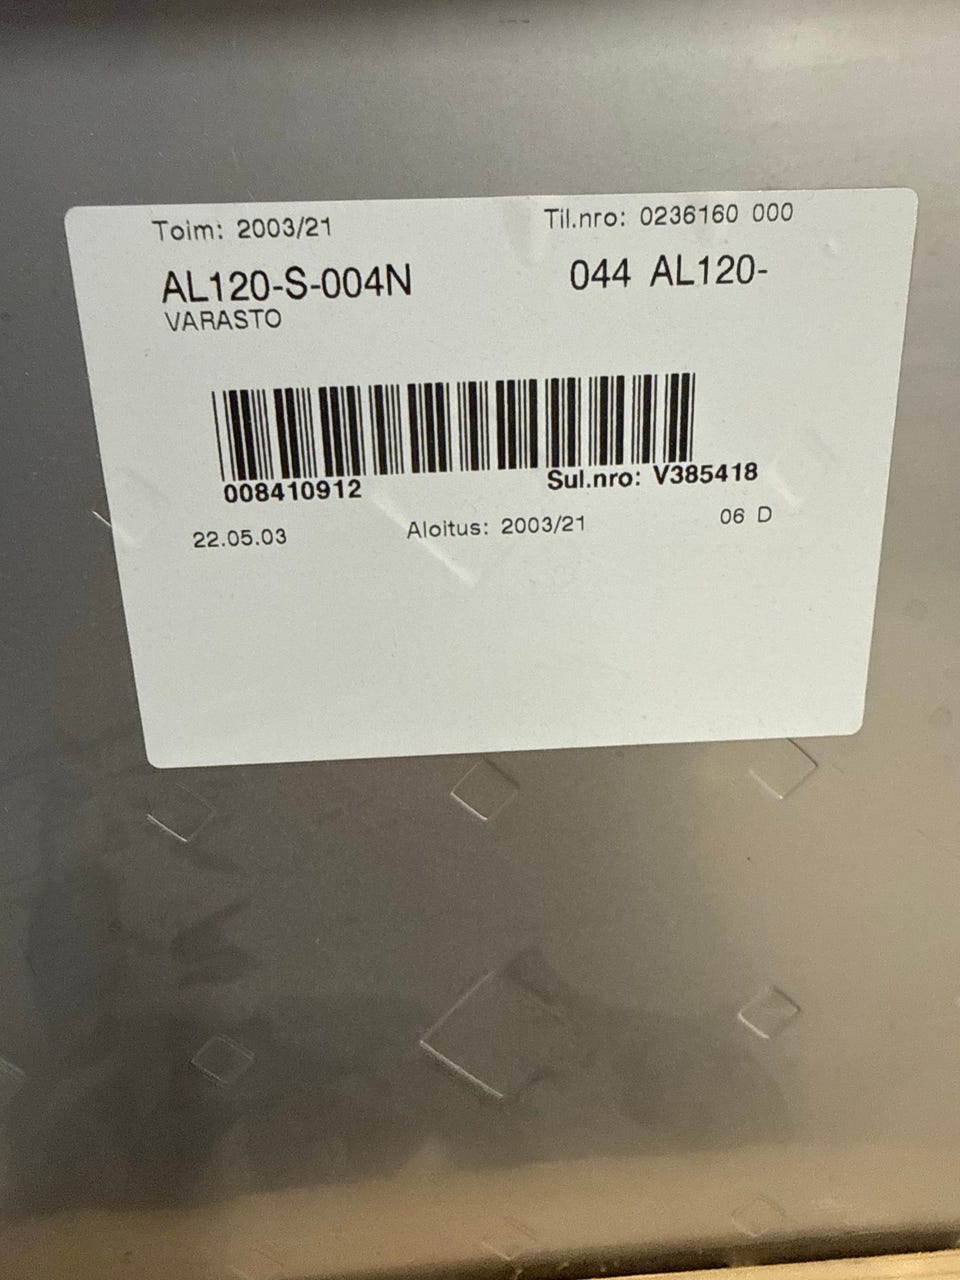 Toim: 2003/21 Til.nro: 0236160 000
AL120-S-004N 044 AL120-
VARASTO
008410912 Sul.nro: V385418
22.05.03 Aloitus: 2003/21 06 D